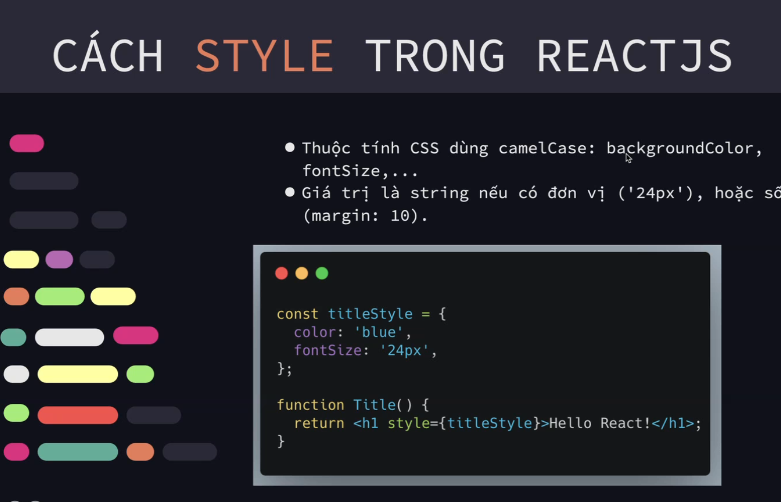 CÁCH STYLE TRONG REACTJS
Thuộc tính CSS dùng camelCase: backgroundColor,
fontSize,...
Giá trị là string nếu có đơn vị ('24px'), hoặc số
(margin: 10).
const titleStyle = {
  color: 'blue',
  fontSize: '24px',
};
function Title() {
  return <h1 style={titleStyle}>Hello React!</h1>;
}